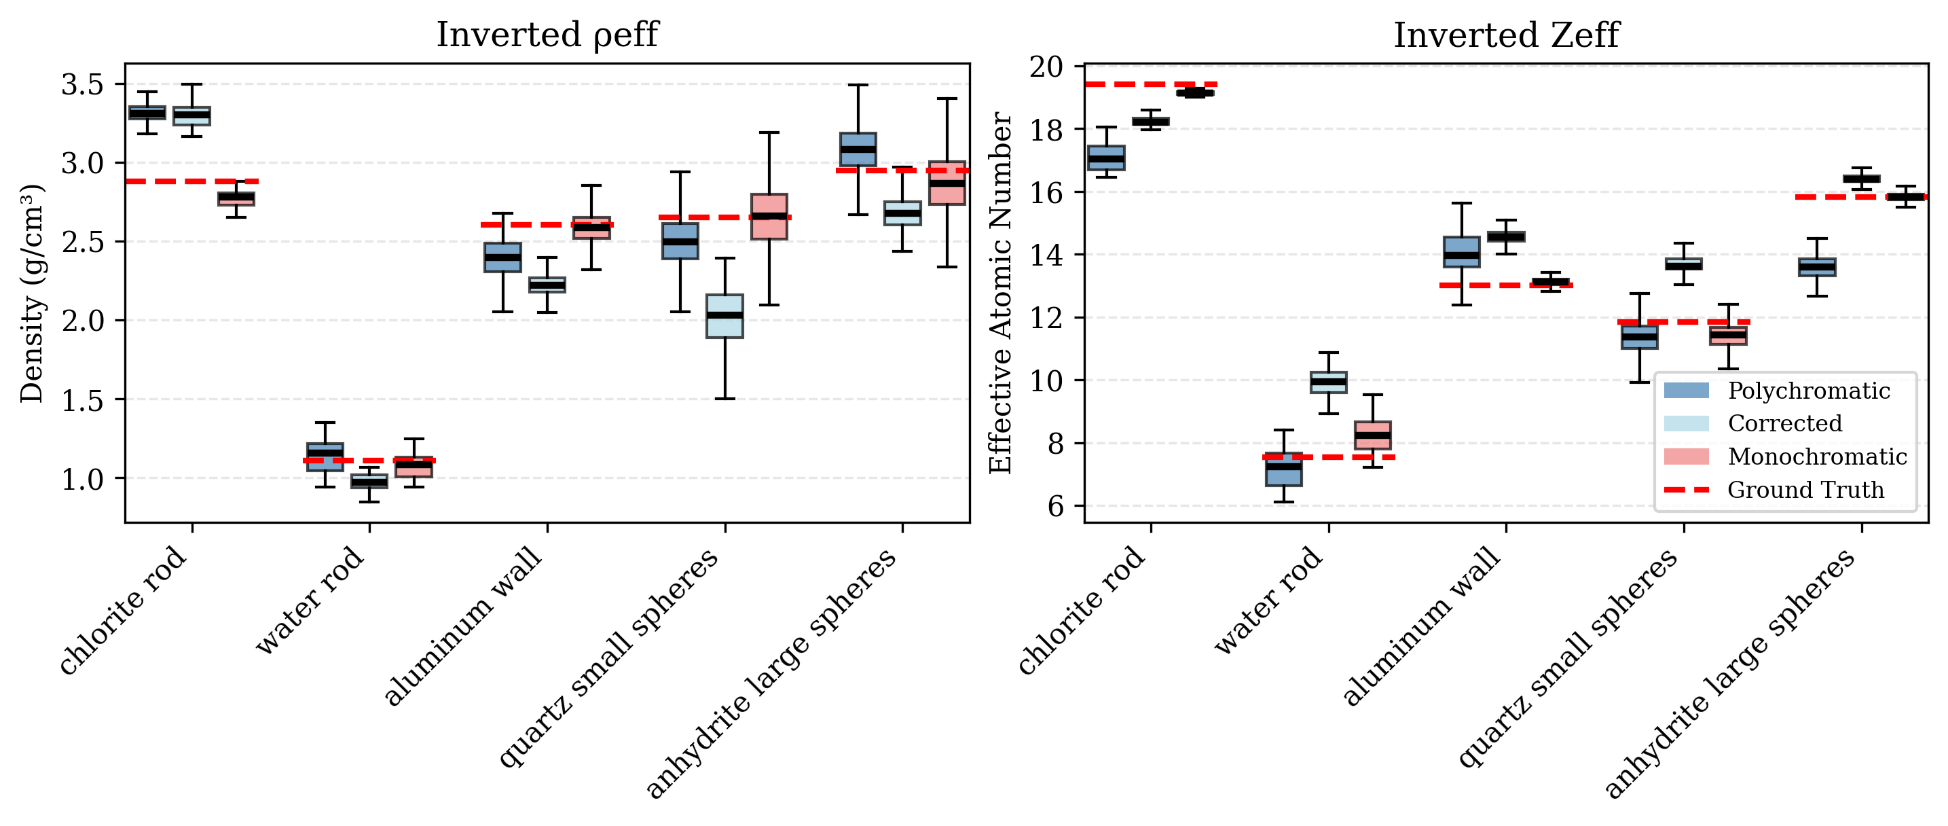 Inverted ρeff
Density (g/cm³)
3.5
3.0
2.5
2.0
1.5
1.0
chlorite rod
water rod
aluminum wall
quartz small spheres
anhydrite large spheres
Inverted Zeff
Effective Atomic Number
20
18
16
14
12
10
8
6
Polychromatic
Corrected
Monochromatic
Ground Truth
chlorite rod
water rod
aluminum wall
quartz small spheres
anhydrite large spheres